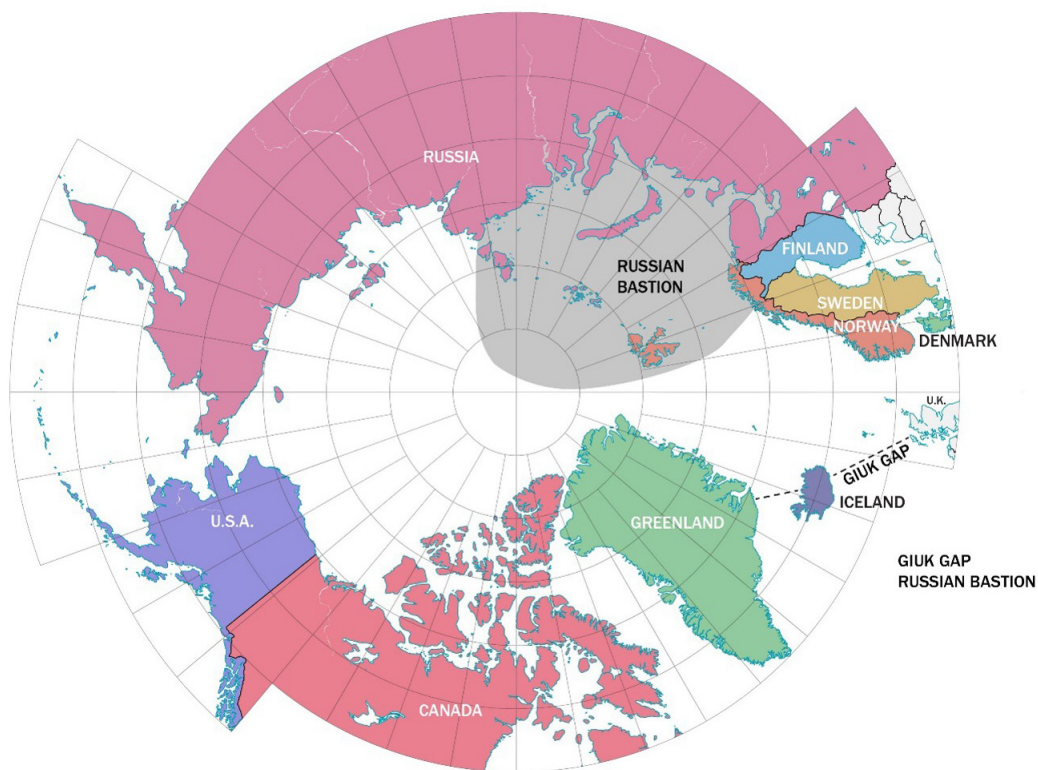 RUSSIA
FINLAND
RUSSIAN
BASTION
SWEDEN
NORWAY
DENMARK
U.K.
GIUK GAP
ICELAND
U.S.A.
GREENLAND
GIUK GAP
RUSSIAN BASTION
CANADA